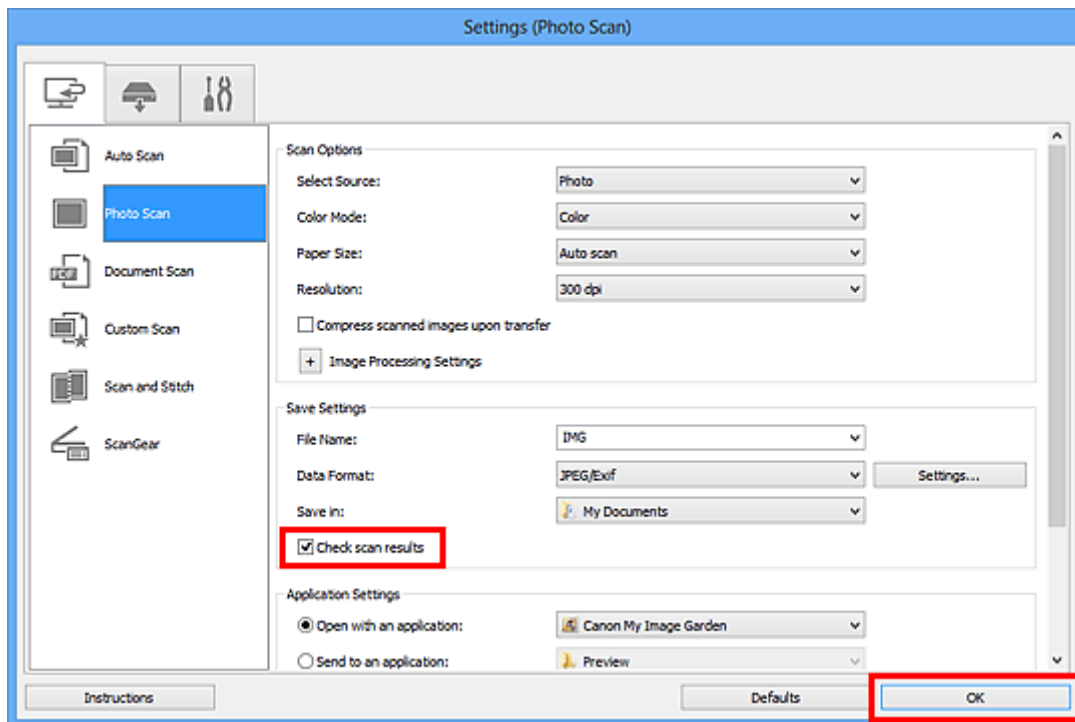 Settings (Photo Scan)
Auto Scan
Photo Scan
Document Scan
Custom Scan
Scan and Stitch
ScanGear
Scan Options
Select Source: Photo
Color Mode: Color
Paper Size: Auto scan
Resolution: 300 dpi
Compress scanned images upon transfer
+ Image Processing Settings
Save Settings
File Name: IMG
Data Format: JPEG/Exif Settings...
Save in: My Documents
Check scan results
Application Settings
Open with an application: Canon My Image Garden
Send to an application: Preview
Instructions Defaults OK